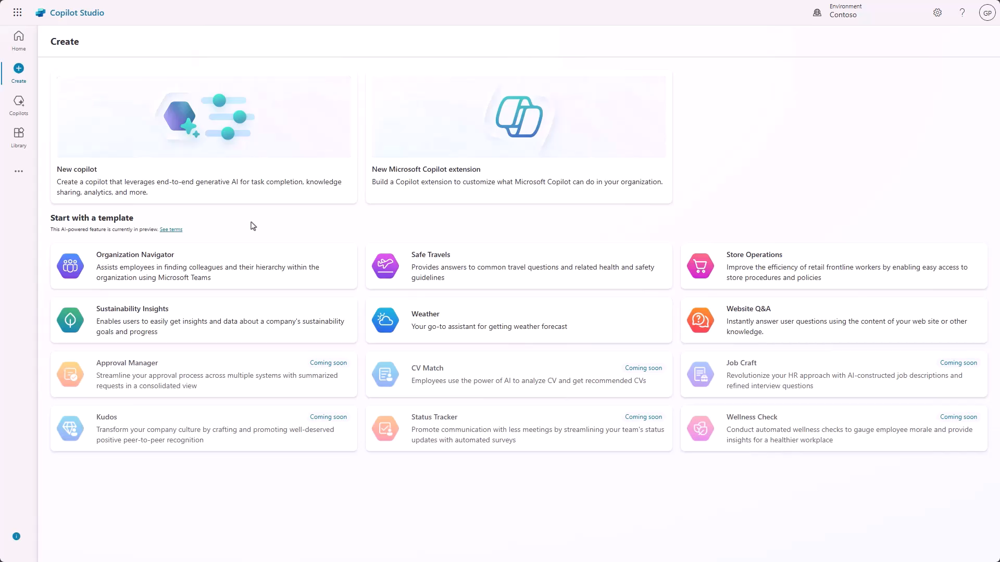 Copilot Studio
Environment
Contoso
?
GP
Home
Create
Copilots
Library
Create
New copilot
Create a copilot that leverages end-to-end generative AI for task completion, knowledge
sharing, analytics, and more.
New Microsoft Copilot extension
Build a Copilot extension to customize what Microsoft Copilot can do in your organization.
Start with a template
This AI-powered feature is currently in preview. See terms
Organization Navigator
Assists employees in finding colleagues and their hierarchy within the
organization using Microsoft Teams
Safe Travels
Provides answers to common travel questions and related health and safety
guidelines
Store Operations
Improve the efficiency of retail frontline workers by enabling easy access to
store procedures and policies
Sustainability Insights
Enables users to easily get insights and data about a company's sustainability
goals and progress
Weather
Your go-to assistant for getting weather forecast
Website Q&A
Instantly answer user questions using the content of your web site or other
knowledge.
Approval Manager
Coming soon
Streamline your approval process across multiple systems with summarized
requests in a consolidated view
CV Match
Coming soon
Employees use the power of AI to analyze CV and get recommended CVs
Job Craft
Coming soon
Revolutionize your HR approach with AI-constructed job descriptions and
refined interview questions
Kudos
Coming soon
Transform your company culture by crafting and promoting well-deserved
positive peer-to-peer recognition
Status Tracker
Coming soon
Promote communication with less meetings by streamlining your team's status
updates with automated surveys
Wellness Check
Coming soon
Conduct automated wellness checks to gauge employee morale and provide
insights for a healthier workplace